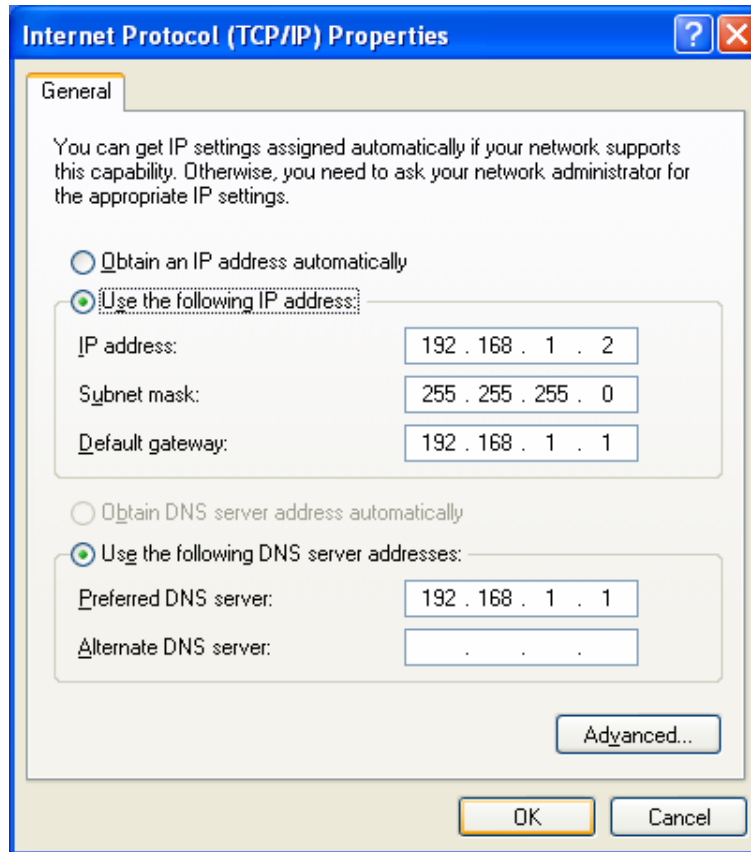 Internet Protocol (TCP/IP) Properties
General
You can get IP settings assigned automatically if your network supports
this capability. Otherwise, you need to ask your network administrator for
the appropriate IP settings.
Obtain an IP address automatically
Use the following IP address:
IP address: 192 . 168 . 1 . 2
Subnet mask: 255 . 255 . 255 . 0
Default gateway: 192 . 168 . 1 . 1
Obtain DNS server address automatically
Use the following DNS server addresses:
Preferred DNS server: 192 . 168 . 1 . 1
Alternate DNS server: . . .
Advanced...
OK Cancel